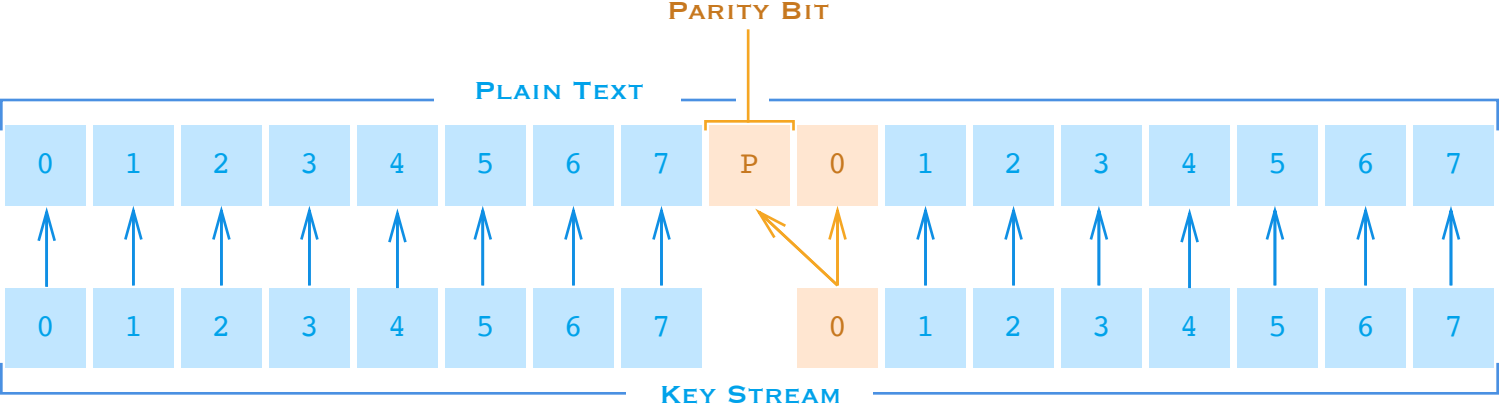 PARITY BIT
PLAIN TEXT
0 1 2 3 4 5 6 7 P 0 1 2 3 4 5 6 7
0 1 2 3 4 5 6 7 0 1 2 3 4 5 6 7
KEY STREAM